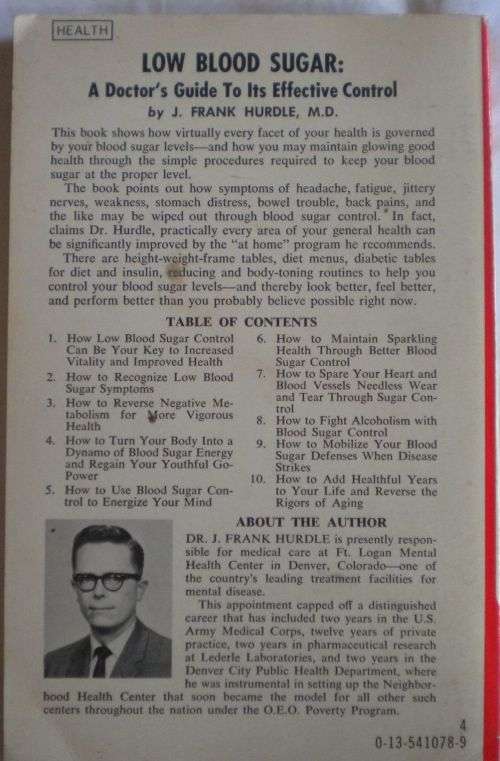 HEALTH
LOW BLOOD SUGAR:
A Doctor's Guide To Its Effective Control
by J. FRANK HURDLE, M.D.
This book shows how virtually every facet of your health is governed
by your blood sugar levels—and how you may maintain glowing good
health through the simple procedures required to keep your blood
sugar at the proper level.
The book points out how symptoms of headache, fatigue, jittery
nerves, weakness, stomach distress, bowel trouble, back pains, and
the like may be wiped out through blood sugar control. In fact,
claims Dr. Hurdle, practically every area of your general health can
be significantly improved by the "at home" program he recommends.
There are height-weight-frame tables, diet menus, diabetic tables
for diet and insulin, reducing and body-toning routines to help you
control your blood sugar levels—and thereby look better, feel better,
and perform better than you probably believe possible right now.
TABLE OF CONTENTS
1. How Low Blood Sugar Control
Can Be Your Key to Increased
Vitality and Improved Health
2. How to Recognize Low Blood
Sugar Symptoms
3. How to Reverse Negative Me-
tabolism for More Vigorous
Health
4. How to Turn Your Body Into a
Dynamo of Blood Sugar Energy
and Regain Your Youthful Go-
Power
5. How to Use Blood Sugar Con-
trol to Energize Your Mind
6. How to Maintain Sparkling
Health Through Better Blood
Sugar Control
7. How to Spare Your Heart and
Blood Vessels Needless Wear
and Tear Through Sugar Con-
trol
8. How to Fight Alcoholism with
Blood Sugar Control
9. How to Mobilize Your Blood
Sugar Defenses When Disease
Strikes
10. How to Add Healthful Years
to Your Life and Reverse the
Rigors of Aging
ABOUT THE AUTHOR
DR. J. FRANK HURDLE is presently respon-
sible for medical care at Ft. Logan Mental
Health Center in Denver, Colorado—one of
the country's leading treatment facilities for
mental disease.
This appointment capped off a distinguished
career that has included two years in the U.S.
Army Medical Corps, twelve years of private
practice, two years in pharmaceutical research
at Lederle Laboratories, and two years in the
Denver City Public Health Department, where
he was instrumental in setting up the Neighbor-
hood Health Center that soon became the model for all other such
centers throughout the nation under the O.E.O. Poverty Program.
4
0-13-541078-9